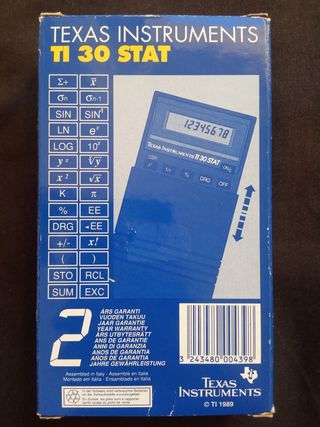 TEXAS INSTRUMENTS
TI 30 STAT
Σ+ x̄
σn σn-1
SIN SIN⁻¹
LN eˣ
LOG 10ˣ
yˣ ˣ√y
x² √x
K π
% EE
DRG ◄EE
+/- x!
( )
STO RCL
SUM EXC
12345678
TEXAS INSTRUMENTS TI 30 STAT
% DRG OFF
2
ÅRS GARANTI
VUODEN TAKUU
JAAR GARANTIE
YEAR WARRANTY
ÅRS UTBYTESRÄTT
ANS DE GARANTIE
ANNI DI GARANZIA
ANOS DE GARANTIA
AÑOS DE GARANTIA
JAHRE GEWÄHRLEISTUNG
Assembled in Italy - Assemblé en Italie
Montado em Itali - Ensamblado en Italia
3 243480 004398
TEXAS
INSTRUMENTS
© TI 1989